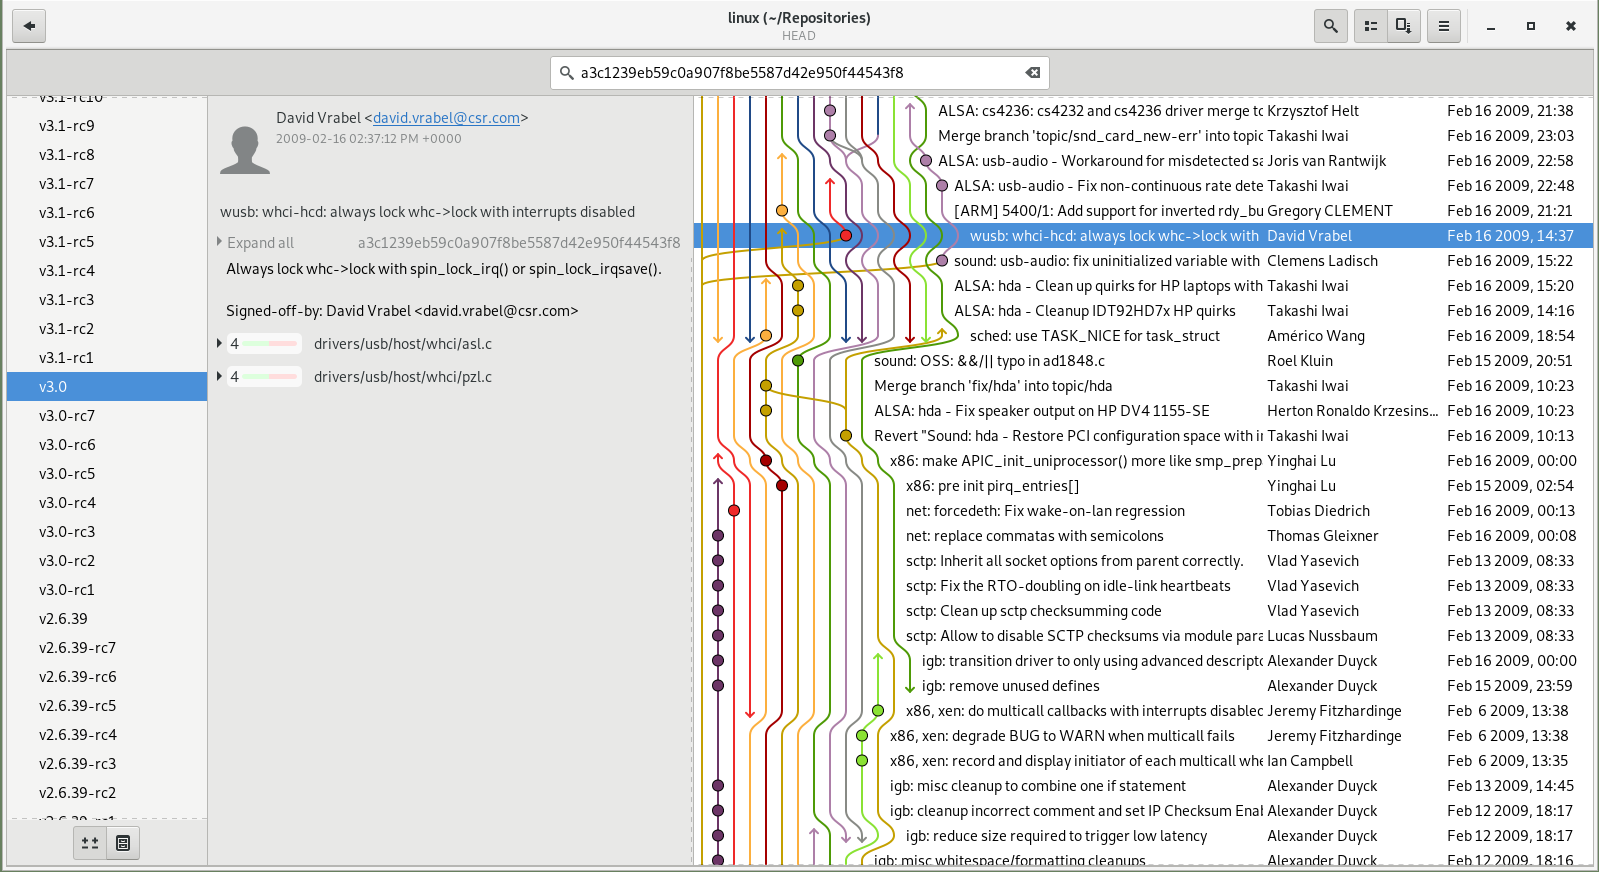 linux (~/Repositories)
HEAD
a3c1239eb59c0a907f8be5587d42e950f44543f8
v3.1-rc10
v3.1-rc9
v3.1-rc8
v3.1-rc7
v3.1-rc6
v3.1-rc5
v3.1-rc4
v3.1-rc3
v3.1-rc2
v3.1-rc1
v3.0
v3.0-rc7
v3.0-rc6
v3.0-rc5
v3.0-rc4
v3.0-rc3
v3.0-rc2
v3.0-rc1
v2.6.39
v2.6.39-rc7
v2.6.39-rc6
v2.6.39-rc5
v2.6.39-rc4
v2.6.39-rc3
v2.6.39-rc2
v2.6.39-rc1
David Vrabel <david.vrabel@csr.com>
2009-02-16 02:37:12 PM +0000
wusb: whci-hcd: always lock whc->lock with interrupts disabled
Expand all a3c1239eb59c0a907f8be5587d42e950f44543f8
Always lock whc->lock with spin_lock_irq() or spin_lock_irqsave().
Signed-off-by: David Vrabel <david.vrabel@csr.com>
4 drivers/usb/host/whci/asl.c
4 drivers/usb/host/whci/pzl.c
ALSA: cs4236: cs4232 and cs4236 driver merge to Krzysztof Helt Feb 16 2009, 21:38
Merge branch 'topic/snd_card_new-err' into topic Takashi Iwai Feb 16 2009, 23:03
ALSA: usb-audio - Workaround for misdetected sa Joris van Rantwijk Feb 16 2009, 22:58
ALSA: usb-audio - Fix non-continuous rate dete Takashi Iwai Feb 16 2009, 22:48
[ARM] 5400/1: Add support for inverted rdy_bu Gregory CLEMENT Feb 16 2009, 21:21
wusb: whci-hcd: always lock whc->lock with David Vrabel Feb 16 2009, 14:37
sound: usb-audio: fix uninitialized variable with Clemens Ladisch Feb 16 2009, 15:22
ALSA: hda - Clean up quirks for HP laptops with Takashi Iwai Feb 16 2009, 15:20
ALSA: hda - Cleanup IDT92HD7x HP quirks Takashi Iwai Feb 16 2009, 14:16
sched: use TASK_NICE for task_struct Américo Wang Feb 16 2009, 18:54
sound: OSS: &&/|| typo in ad1848.c Roel Kluin Feb 15 2009, 20:51
Merge branch 'fix/hda' into topic/hda Takashi Iwai Feb 16 2009, 10:23
ALSA: hda - Fix speaker output on HP DV4 1155-SE Herton Ronaldo Krzesins... Feb 16 2009, 10:23
Revert "Sound: hda - Restore PCI configuration space with in Takashi Iwai Feb 16 2009, 10:13
x86: make APIC_init_uniprocessor() more like smp_prep Yinghai Lu Feb 16 2009, 00:00
x86: pre init pirq_entries[] Yinghai Lu Feb 15 2009, 02:54
net: forcedeth: Fix wake-on-lan regression Tobias Diedrich Feb 16 2009, 00:13
net: replace commatas with semicolons Thomas Gleixner Feb 16 2009, 00:08
sctp: Inherit all socket options from parent correctly. Vlad Yasevich Feb 13 2009, 08:33
sctp: Fix the RTO-doubling on idle-link heartbeats Vlad Yasevich Feb 13 2009, 08:33
sctp: Clean up sctp checksumming code Vlad Yasevich Feb 13 2009, 08:33
sctp: Allow to disable SCTP checksums via module para Lucas Nussbaum Feb 13 2009, 08:33
igb: transition driver to only using advanced descripto Alexander Duyck Feb 16 2009, 00:00
igb: remove unused defines Alexander Duyck Feb 15 2009, 23:59
x86, xen: do multicall callbacks with interrupts disabled Jeremy Fitzhardinge Feb 6 2009, 13:38
x86, xen: degrade BUG to WARN when multicall fails Jeremy Fitzhardinge Feb 6 2009, 13:38
x86, xen: record and display initiator of each multicall whe Ian Campbell Feb 6 2009, 13:35
igb: misc cleanup to combine one if statement Alexander Duyck Feb 13 2009, 14:45
igb: cleanup incorrect comment and set IP Checksum Enab Alexander Duyck Feb 12 2009, 18:17
igb: reduce size required to trigger low latency Alexander Duyck Feb 12 2009, 18:17
igb: misc whitespace/formatting cleanups Alexander Duyck Feb 12 2009, 18:16